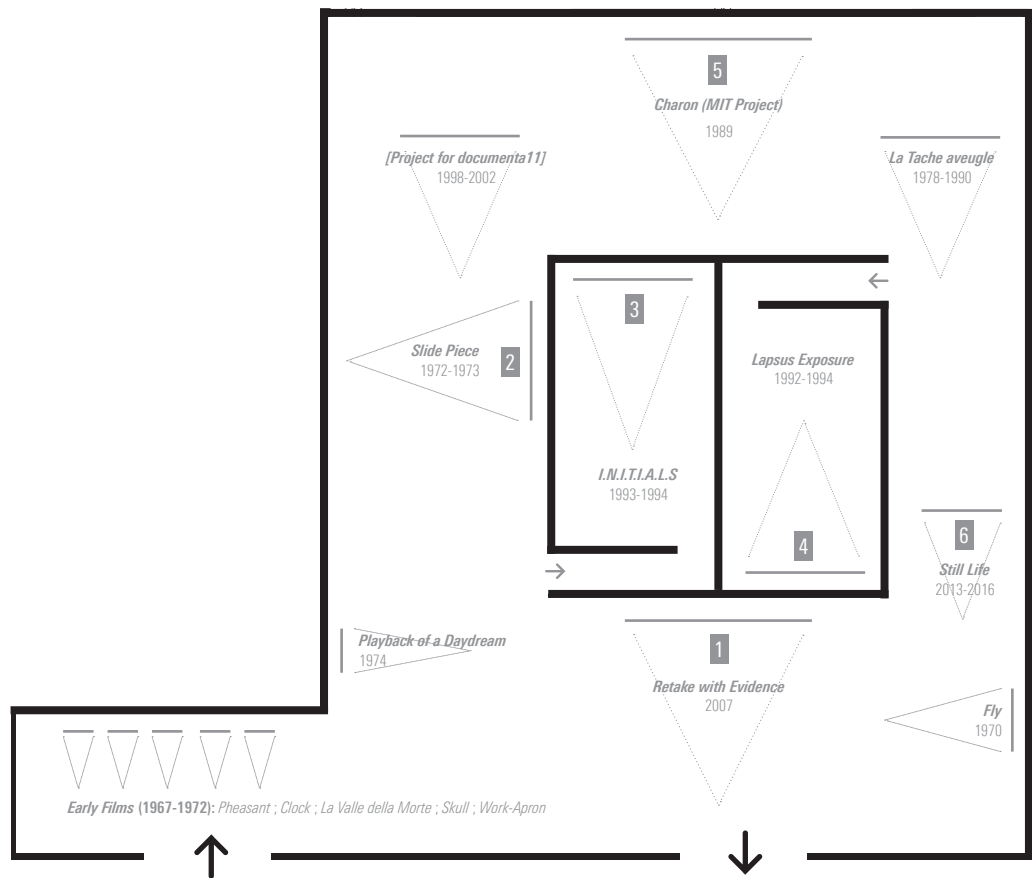 5
Charon (MIT Project)
1989
[Project for documenta11]
1998-2002
La Tache aveugle
1978-1990
3
Slide Piece
1972-1973
2
Lapsus Exposure
1992-1994
I.N.I.T.I.A.L.S
1993-1994
4
6
Still Life
2013-2016
Playback of a Daydream
1974
1
Retake with Evidence
2007
Fly
1970
Early Films (1967-1972): Pheasant ; Clock ; La Valle della Morte ; Skull ; Work-Apron